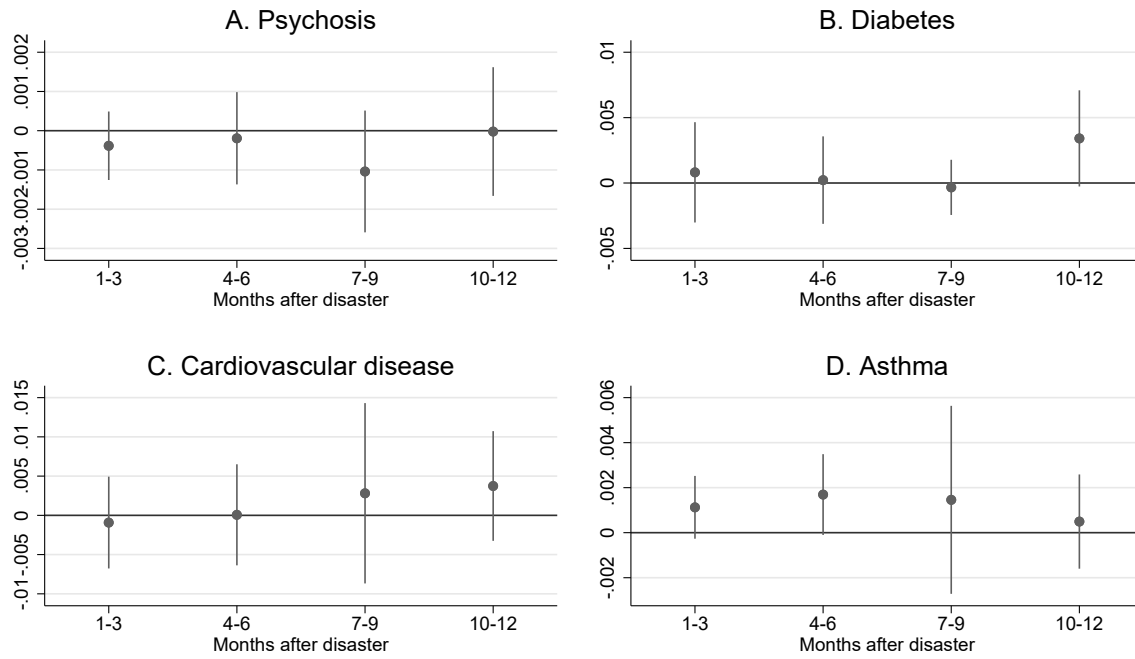 A. Psychosis
.002
.001
0
-.001
-.002
-.003
1-3 4-6 7-9 10-12
Months after disaster
B. Diabetes
.01
.005
0
-.005
1-3 4-6 7-9 10-12
Months after disaster
C. Cardiovascular disease
.015
.01
.005
0
-.005
-.01
1-3 4-6 7-9 10-12
Months after disaster
D. Asthma
.006
.004
.002
0
-.002
1-3 4-6 7-9 10-12
Months after disaster